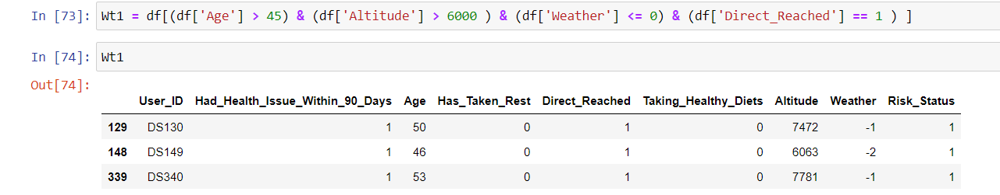 In [73]: Wt1 = df[(df['Age'] > 45) & (df['Altitude'] > 6000 ) & (df['Weather'] <= 0) & (df['Direct_Reached'] == 1 ) ]
In [74]: Wt1
Out[74]:
User_ID Had_Health_Issue_Within_90_Days Age Has_Taken_Rest Direct_Reached Taking_Healthy_Diets Altitude Weather Risk_Status
129 DS130 1 50 0 1 0 7472 -1 1
148 DS149 1 46 0 1 0 6063 -2 1
339 DS340 1 53 0 1 0 7781 -1 1